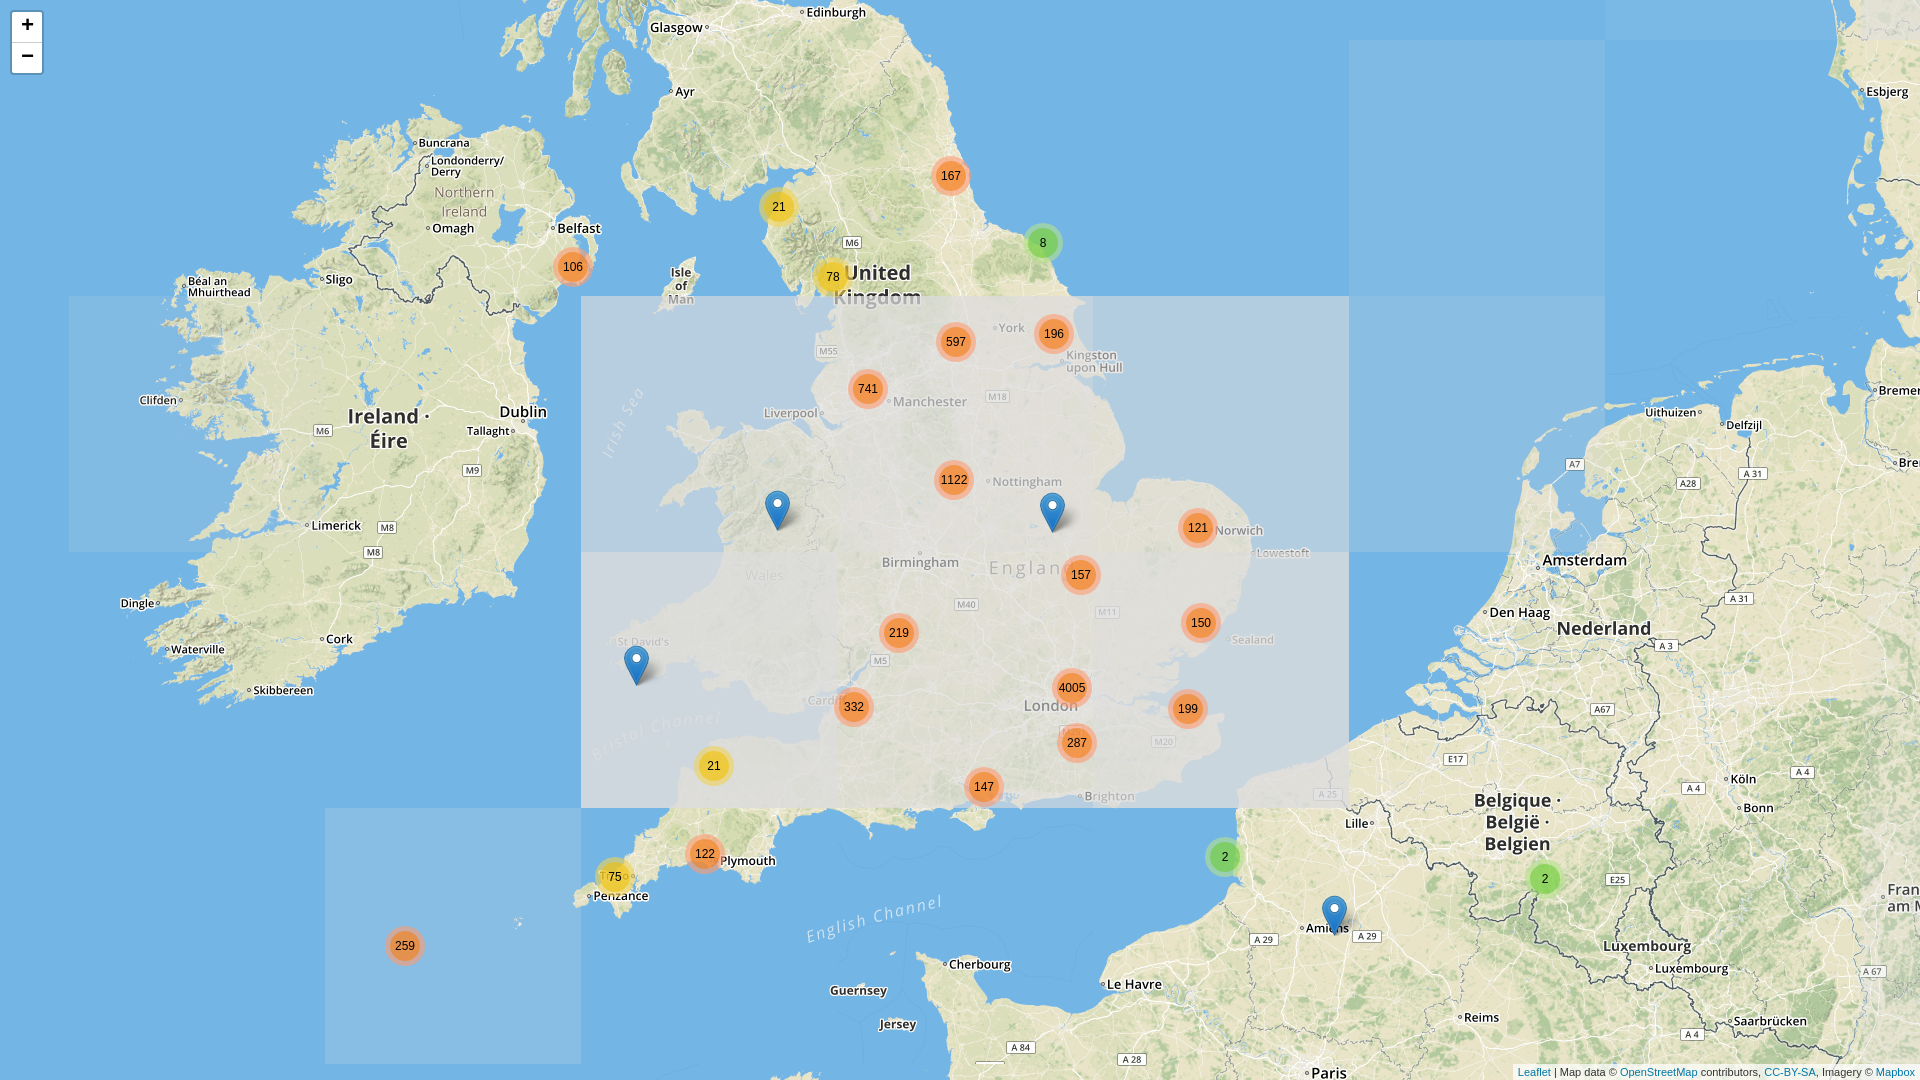 +
−
Edinburgh
Glasgow
Ayr
Esbjerg
Buncrana
Londonderry/
Derry
Northern
Ireland
Omagh
Belfast
167
21
8
M6
106
78
United
Kingdom
Isle
of
Man
Sligo
Béal an
Mhuirthead
York
196
597
M55
Kingston
upon Hull
741
Manchester
M18
Liverpool
Irish Sea
Clifden
Ireland ·
Éire
Dublin
Tallaght
M6
M9
Uithuizen
Delfzijl
A7
A 31
A28
1122
Nottingham
121
Norwich
Lowestoft
Limerick
M8
M8
Birmingham
157
Wales
M40
M11
Amsterdam
A 31
Den Haag
Nederland
A 3
Dingle
Cork
Waterville
Skibbereen
St David's
219
M5
150
Sealand
4005
London
199
332
287
M20
A67
Bristol Channel
E17
21
147
Brighton
A 25
Köln
A 4
A 4
Bonn
Belgique ·
België ·
Belgien
Lille
122
Plymouth
75
Penzance
2
2
E25
259
English Channel
Amiens
A 29
A 29
Luxembourg
Luxembourg
A 67
Cherbourg
Guernsey
Le Havre
Jersey
Reims
Saarbrücken
A 84
A 28
A 4
Paris
Leaflet | Map data © OpenStreetMap contributors, CC-BY-SA, Imagery © Mapbox